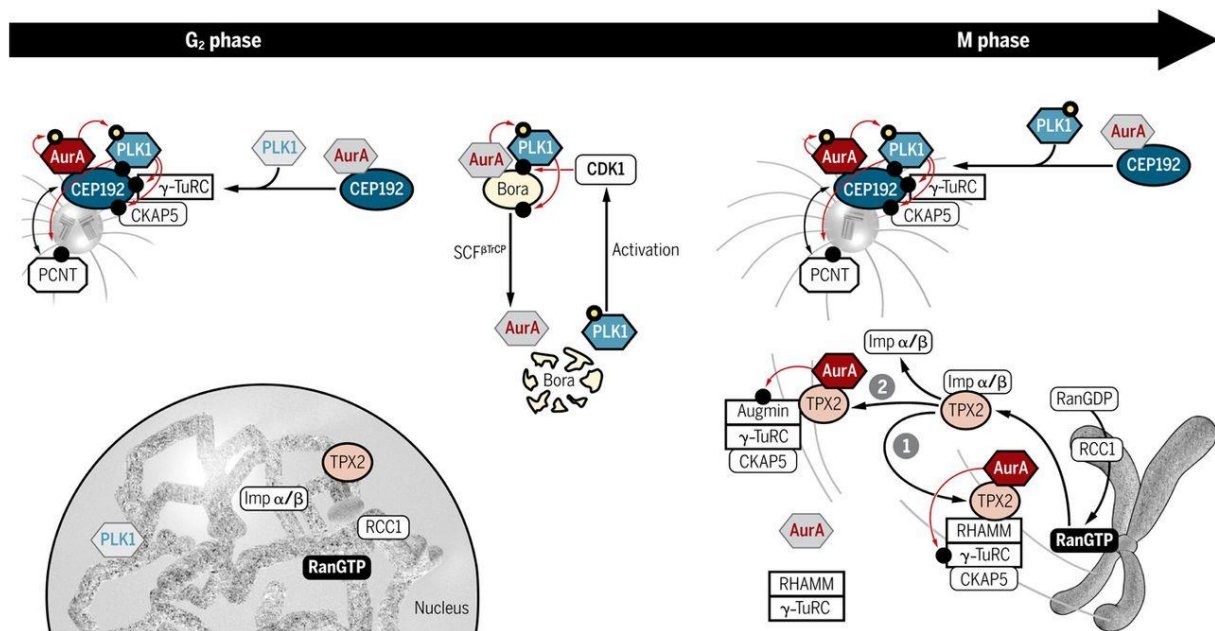 G₂ phase
M phase
AurA
PLK1
CEP192
γ-TuRC
CKAP5
PCNT
PLK1
AurA
CEP192
AurA
PLK1
Bora
CDK1
SCFβTrCP
Activation
AurA
PLK1
Bora
AurA
PLK1
CEP192
γ-TuRC
CKAP5
PCNT
PLK1
AurA
CEP192
TPX2
Imp α/β
PLK1
RCC1
RanGTP
Nucleus
Imp α/β
AurA
2
Imp α/β
TPX2
TPX2
Augmin
γ-TuRC
CKAP5
1
RanGDP
RCC1
AurA
TPX2
RHAMM
γ-TuRC
CKAP5
RanGTP
AurA
RHAMM
γ-TuRC